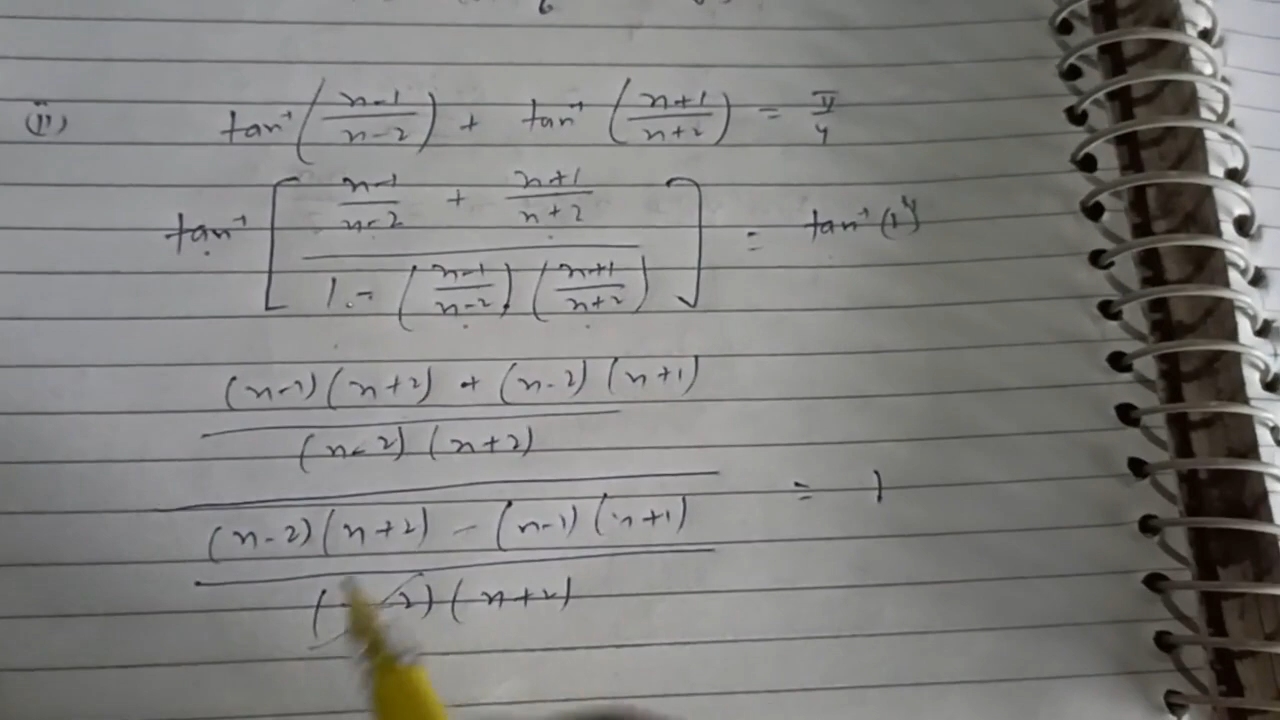 (ii) tan⁻¹(x-1/x-2) + tan⁻¹(x+1/x+2) = π/4
tan⁻¹[x-1/x-2 + x+1/x+2 / 1-(x-1/x-2)(x+1/x+2)] = tan⁻¹(1)
(x-1)(x+2) + (x-2)(x+1)
(x-2)(x+2)
(x-2)(x+2) - (x-1)(x+1) = 1
(x+2)